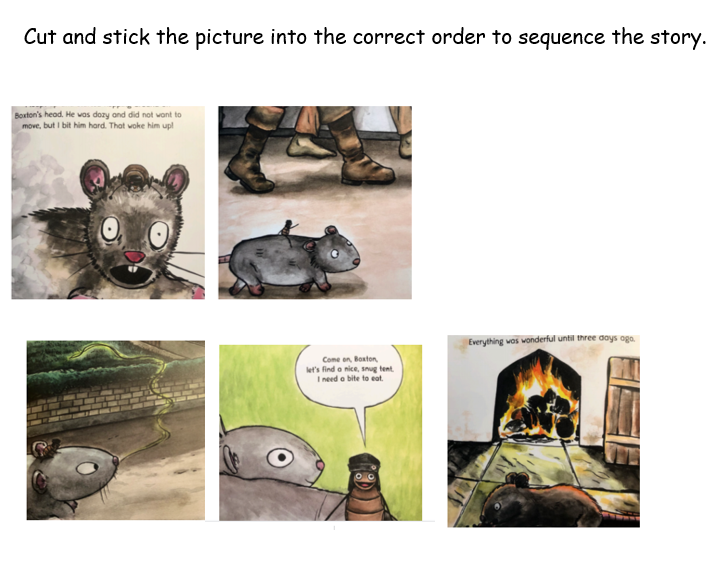 Cut and stick the picture into the correct order to sequence the story.
Boxton's head. He was dozy and did not want to
move, but I bit him hard. That woke him up!
Come on, Boxton,
let's find a nice, snug tent.
I need a bite to eat.
Everything was wonderful until three days ago.